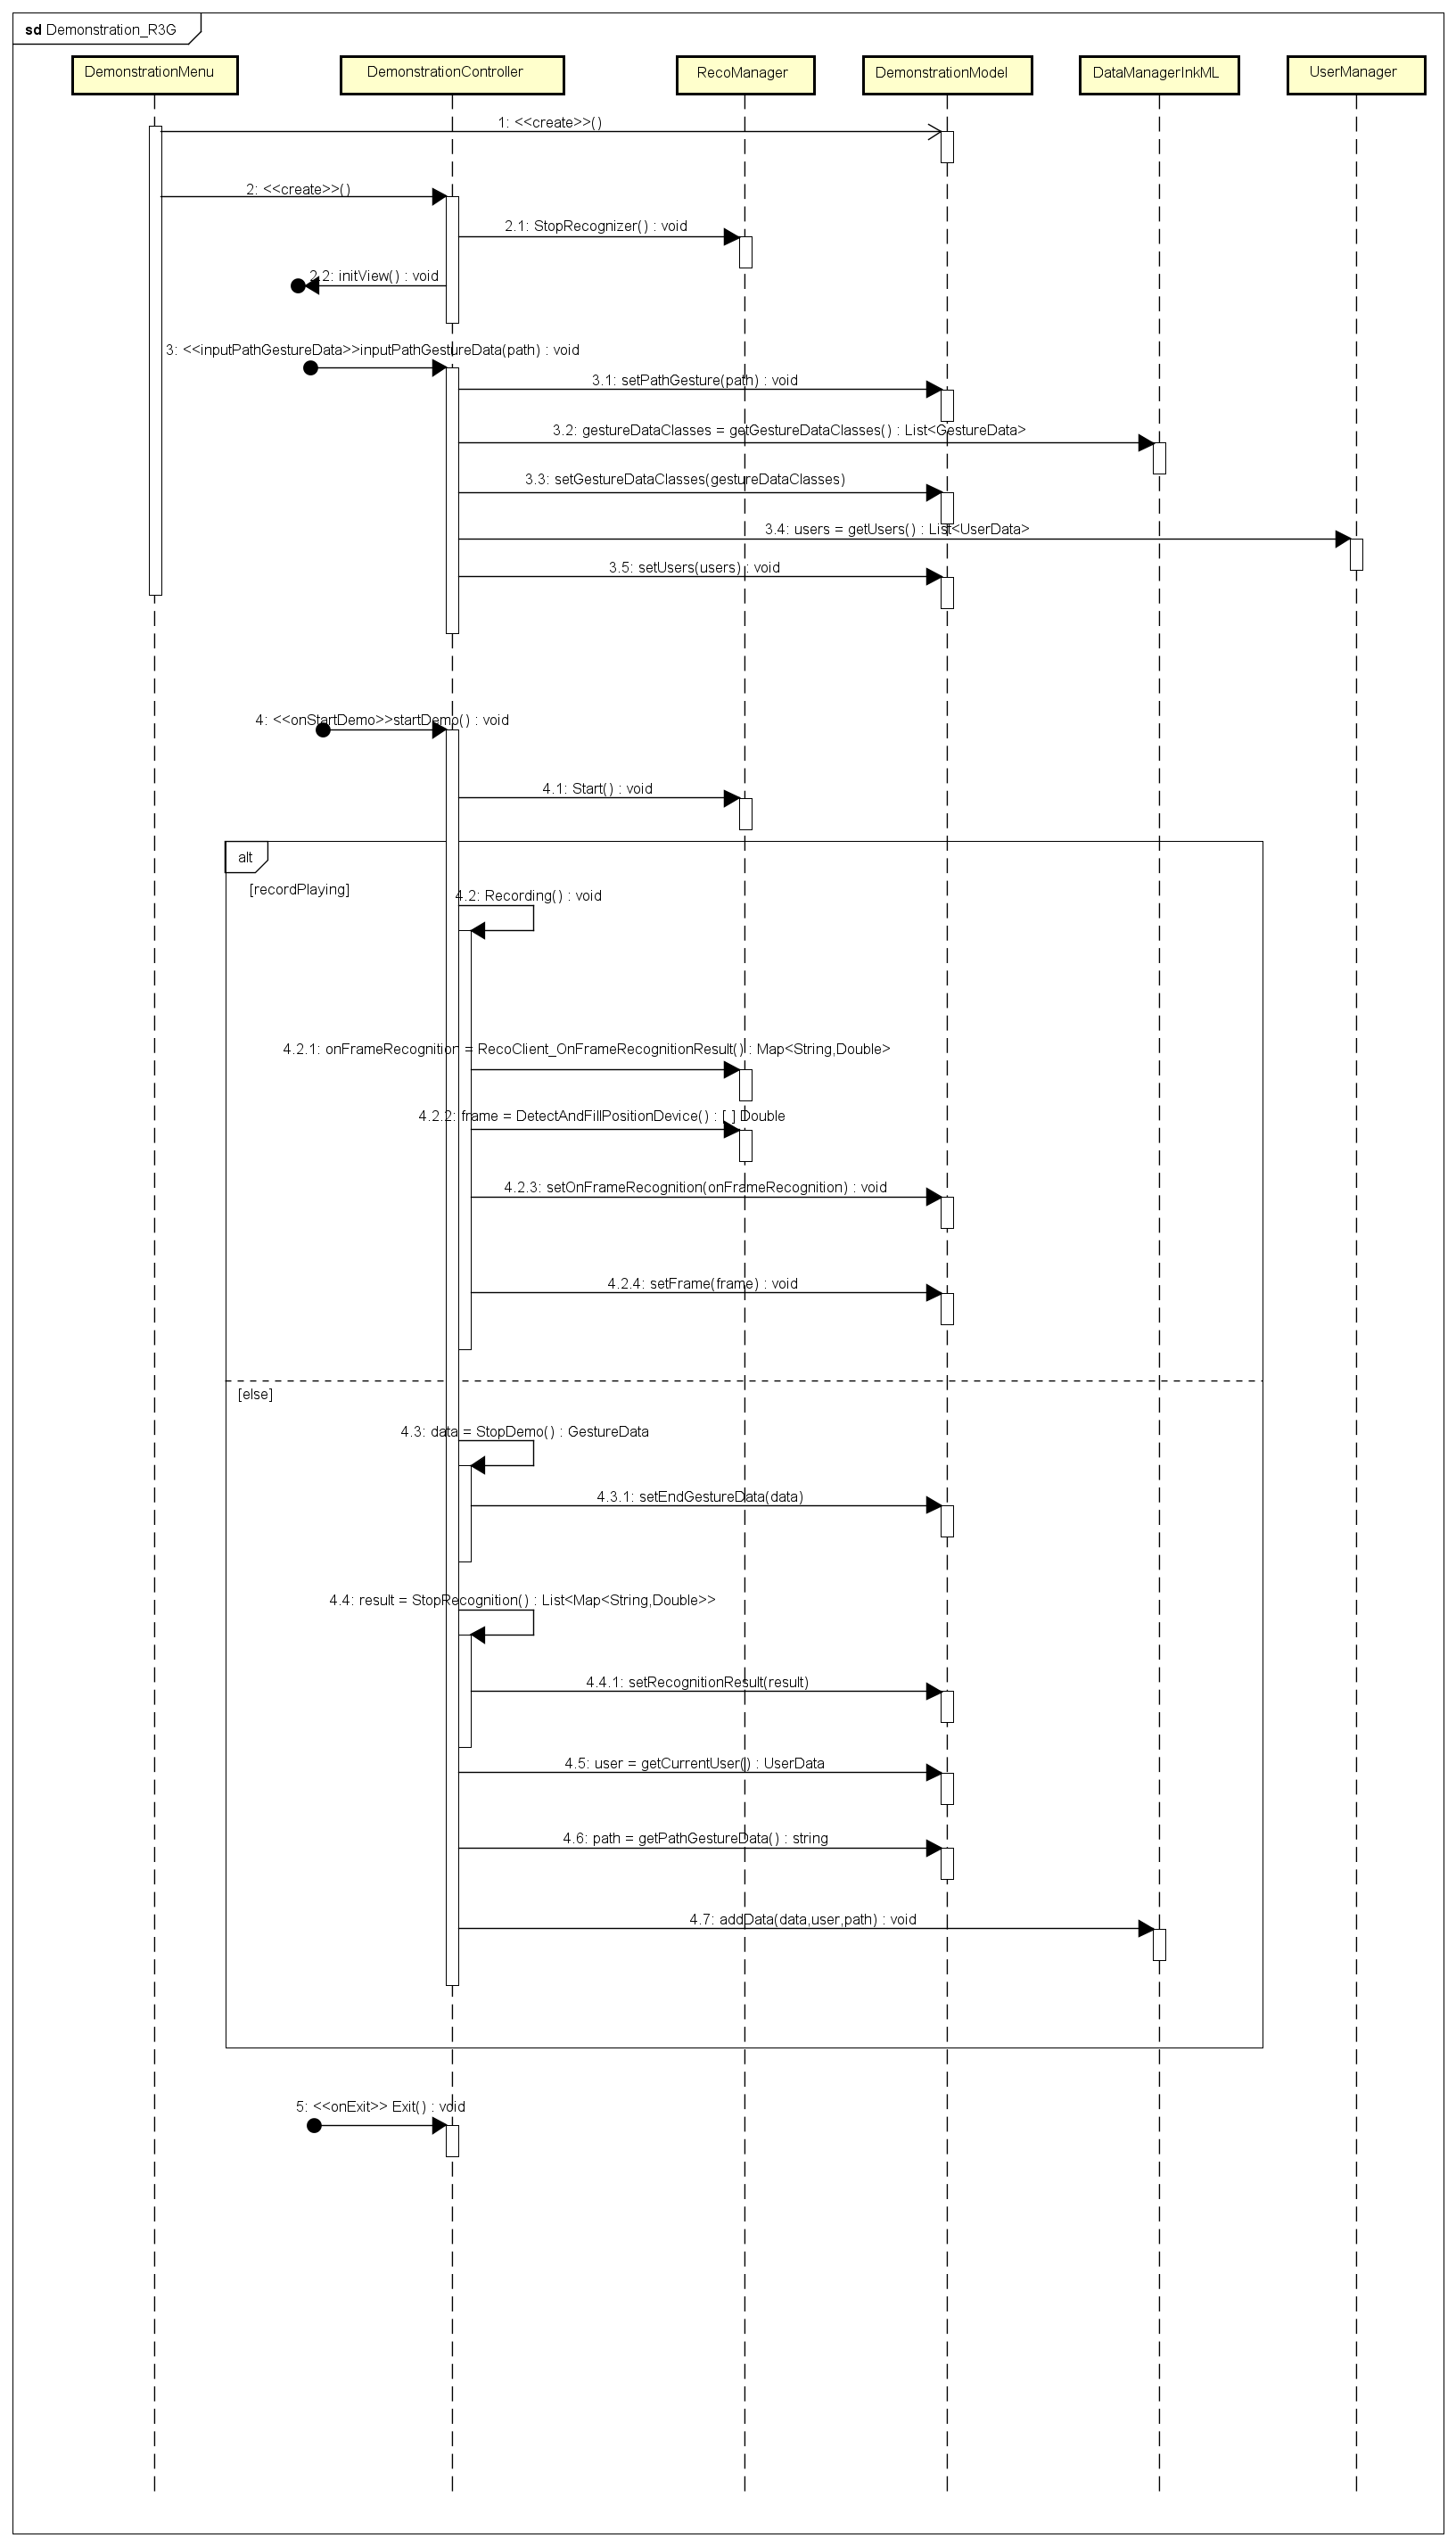 sd Demonstration_R3G
DemonstrationMenu
DemonstrationController
RecoManager
DemonstrationModel
DataManagerInkML
UserManager
1: <<create>>()
2: <<create>>()
2.1: StopRecognizer() : void
2.2: initView() : void
3: <<inputPathGestureData>>inputPathGestureData(path) : void
3.1: setPathGesture(path) : void
3.2: gestureDataClasses = getGestureDataClasses() : List<GestureData>
3.3: setGestureDataClasses(gestureDataClasses)
3.4: users = getUsers() : List<UserData>
3.5: setUsers(users) : void
4: <<onStartDemo>>startDemo() : void
4.1: Start() : void
alt
[recordPlaying]
4.2: Recording() : void
4.2.1: onFrameRecognition = RecoClient_OnFrameRecognitionResult() : Map<String,Double>
4.2.2: frame = DetectAndFillPositionDevice() : [ ] Double
4.2.3: setOnFrameRecognition(onFrameRecognition) : void
4.2.4: setFrame(frame) : void
[else]
4.3: data = StopDemo() : GestureData
4.3.1: setEndGestureData(data)
4.4: result = StopRecognition() : List<Map<String,Double>>
4.4.1: setRecognitionResult(result)
4.5: user = getCurrentUser() : UserData
4.6: path = getPathGestureData() : string
4.7: addData(data,user,path) : void
5: <<onExit>> Exit() : void